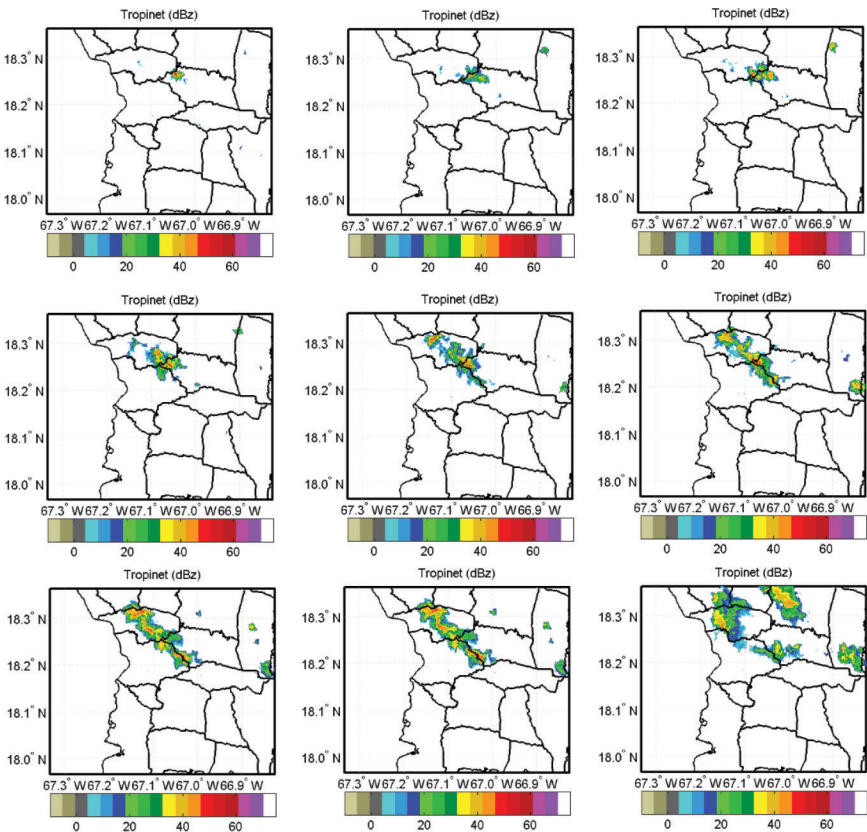 Tropinet (dBz) Tropinet (dBz) Tropinet (dBz)
18.3° N 18.3° N 18.3° N
18.2° N 18.2° N 18.2° N
18.1° N 18.1° N 18.1° N
18.0° N 18.0° N 18.0° N
67.3° W67.2° W67.1° W67.0° W66.9° W 67.3° W67.2° W67.1° W67.0° W66.9° W 67.3° W67.2° W67.1° W67.0° W66.9° W
0 20 40 60 0 20 40 60 0 20 40 60
Tropinet (dBz) Tropinet (dBz) Tropinet (dBz)
18.3° N 18.3° N 18.3° N
18.2° N 18.2° N 18.2° N
18.1° N 18.1° N 18.1° N
18.0° N 18.0° N 18.0° N
67.3° W67.2° W67.1° W67.0° W66.9° W 67.3° W67.2° W67.1° W67.0° W66.9° W 67.3° W67.2° W67.1° W67.0° W66.9° W
0 20 40 60 0 20 40 60 0 20 40 60
Tropinet (dBz) Tropinet (dBz) Tropinet (dBz)
18.3° N 18.3° N 18.3° N
18.2° N 18.2° N 18.2° N
18.1° N 18.1° N 18.1° N
18.0° N 18.0° N 18.0° N
67.3° W67.2° W67.1° W67.0° W66.9° W 67.3° W67.2° W67.1° W67.0° W66.9° W 67.3° W67.2° W67.1° W67.0° W66.9° W
0 20 40 60 0 20 40 60 0 20 40 60